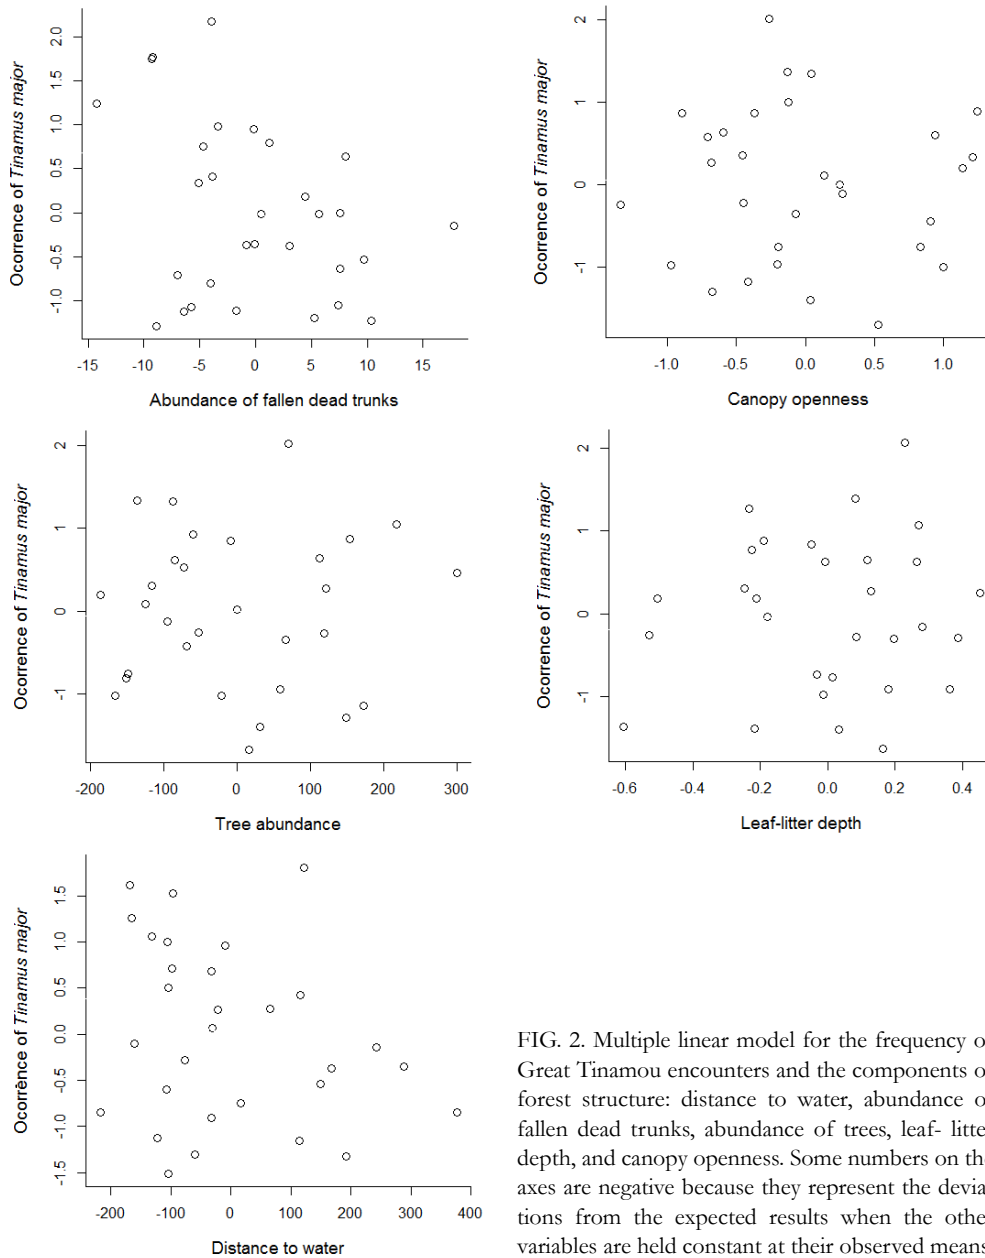 Ocorrence of Tinamus major
2.0
1.5
1.0
0.5
0.0
-0.5
-1.0
-15 -10 -5 0 5 10 15
Abundance of fallen dead trunks
Ocorrence of Tinamus major
2
1
0
-1
-1.0 -0.5 0.0 0.5 1.0
Canopy openness
Ocorrence of Tinamus major
2
1
0
-1
-200 -100 0 100 200 300
Tree abundance
Ocorrence of Tinamus major
2
1
0
-1
-0.6 -0.4 -0.2 0.0 0.2 0.4
Leaf-litter depth
Ocorrence of Tinamus major
1.5
1.0
0.5
0.0
-0.5
-1.0
-1.5
-200 -100 0 100 200 300 400
Distance to water
FIG. 2. Multiple linear model for the frequency o
Great Tinamou encounters and the components o
forest structure: distance to water, abundance o
fallen dead trunks, abundance of trees, leaf- litte
depth, and canopy openness. Some numbers on the
axes are negative because they represent the devia
tions from the expected results when the othe
variables are held constant at their observed means